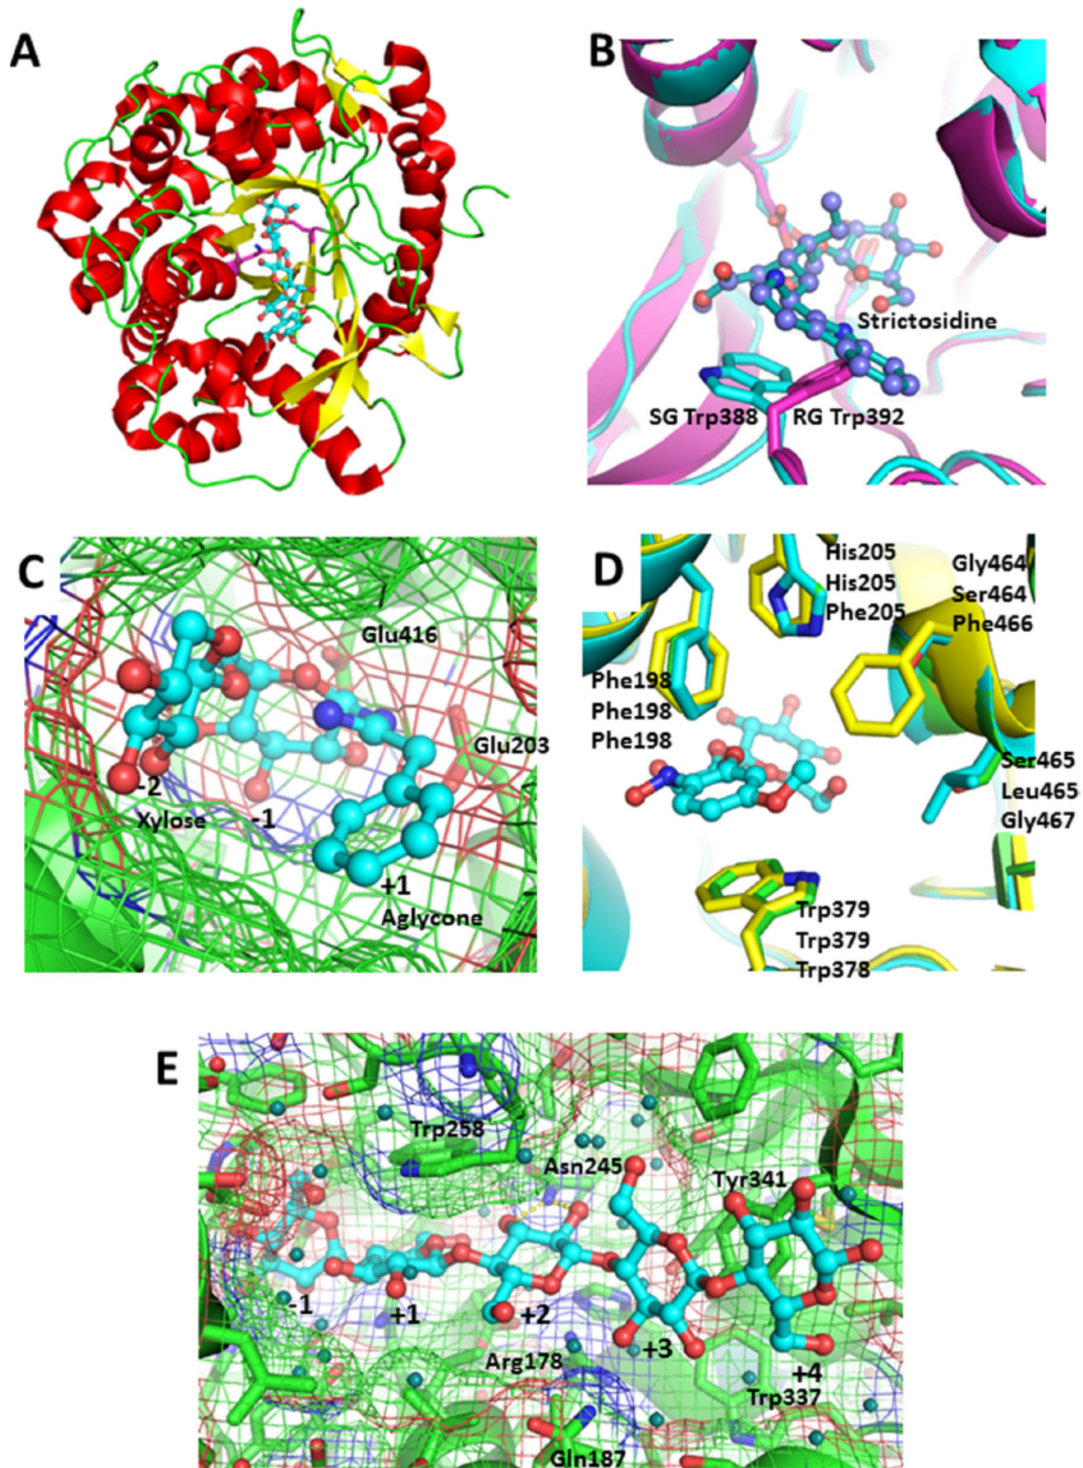 A
B
Strictosidine
SG Trp388
RG Trp392
C
Glu416
Glu203
-2
Xylose
-1
+1
Aglycone
D
His205
His205
Phe205
Gly464
Ser464
Phe466
Phe198
Phe198
Phe198
Ser465
Leu465
Gly467
Trp379
Trp379
Trp378
E
Trp258
Asn245
Tyr341
-1
+1
+2
+3
+4
Arg178
Trp337
Gln187